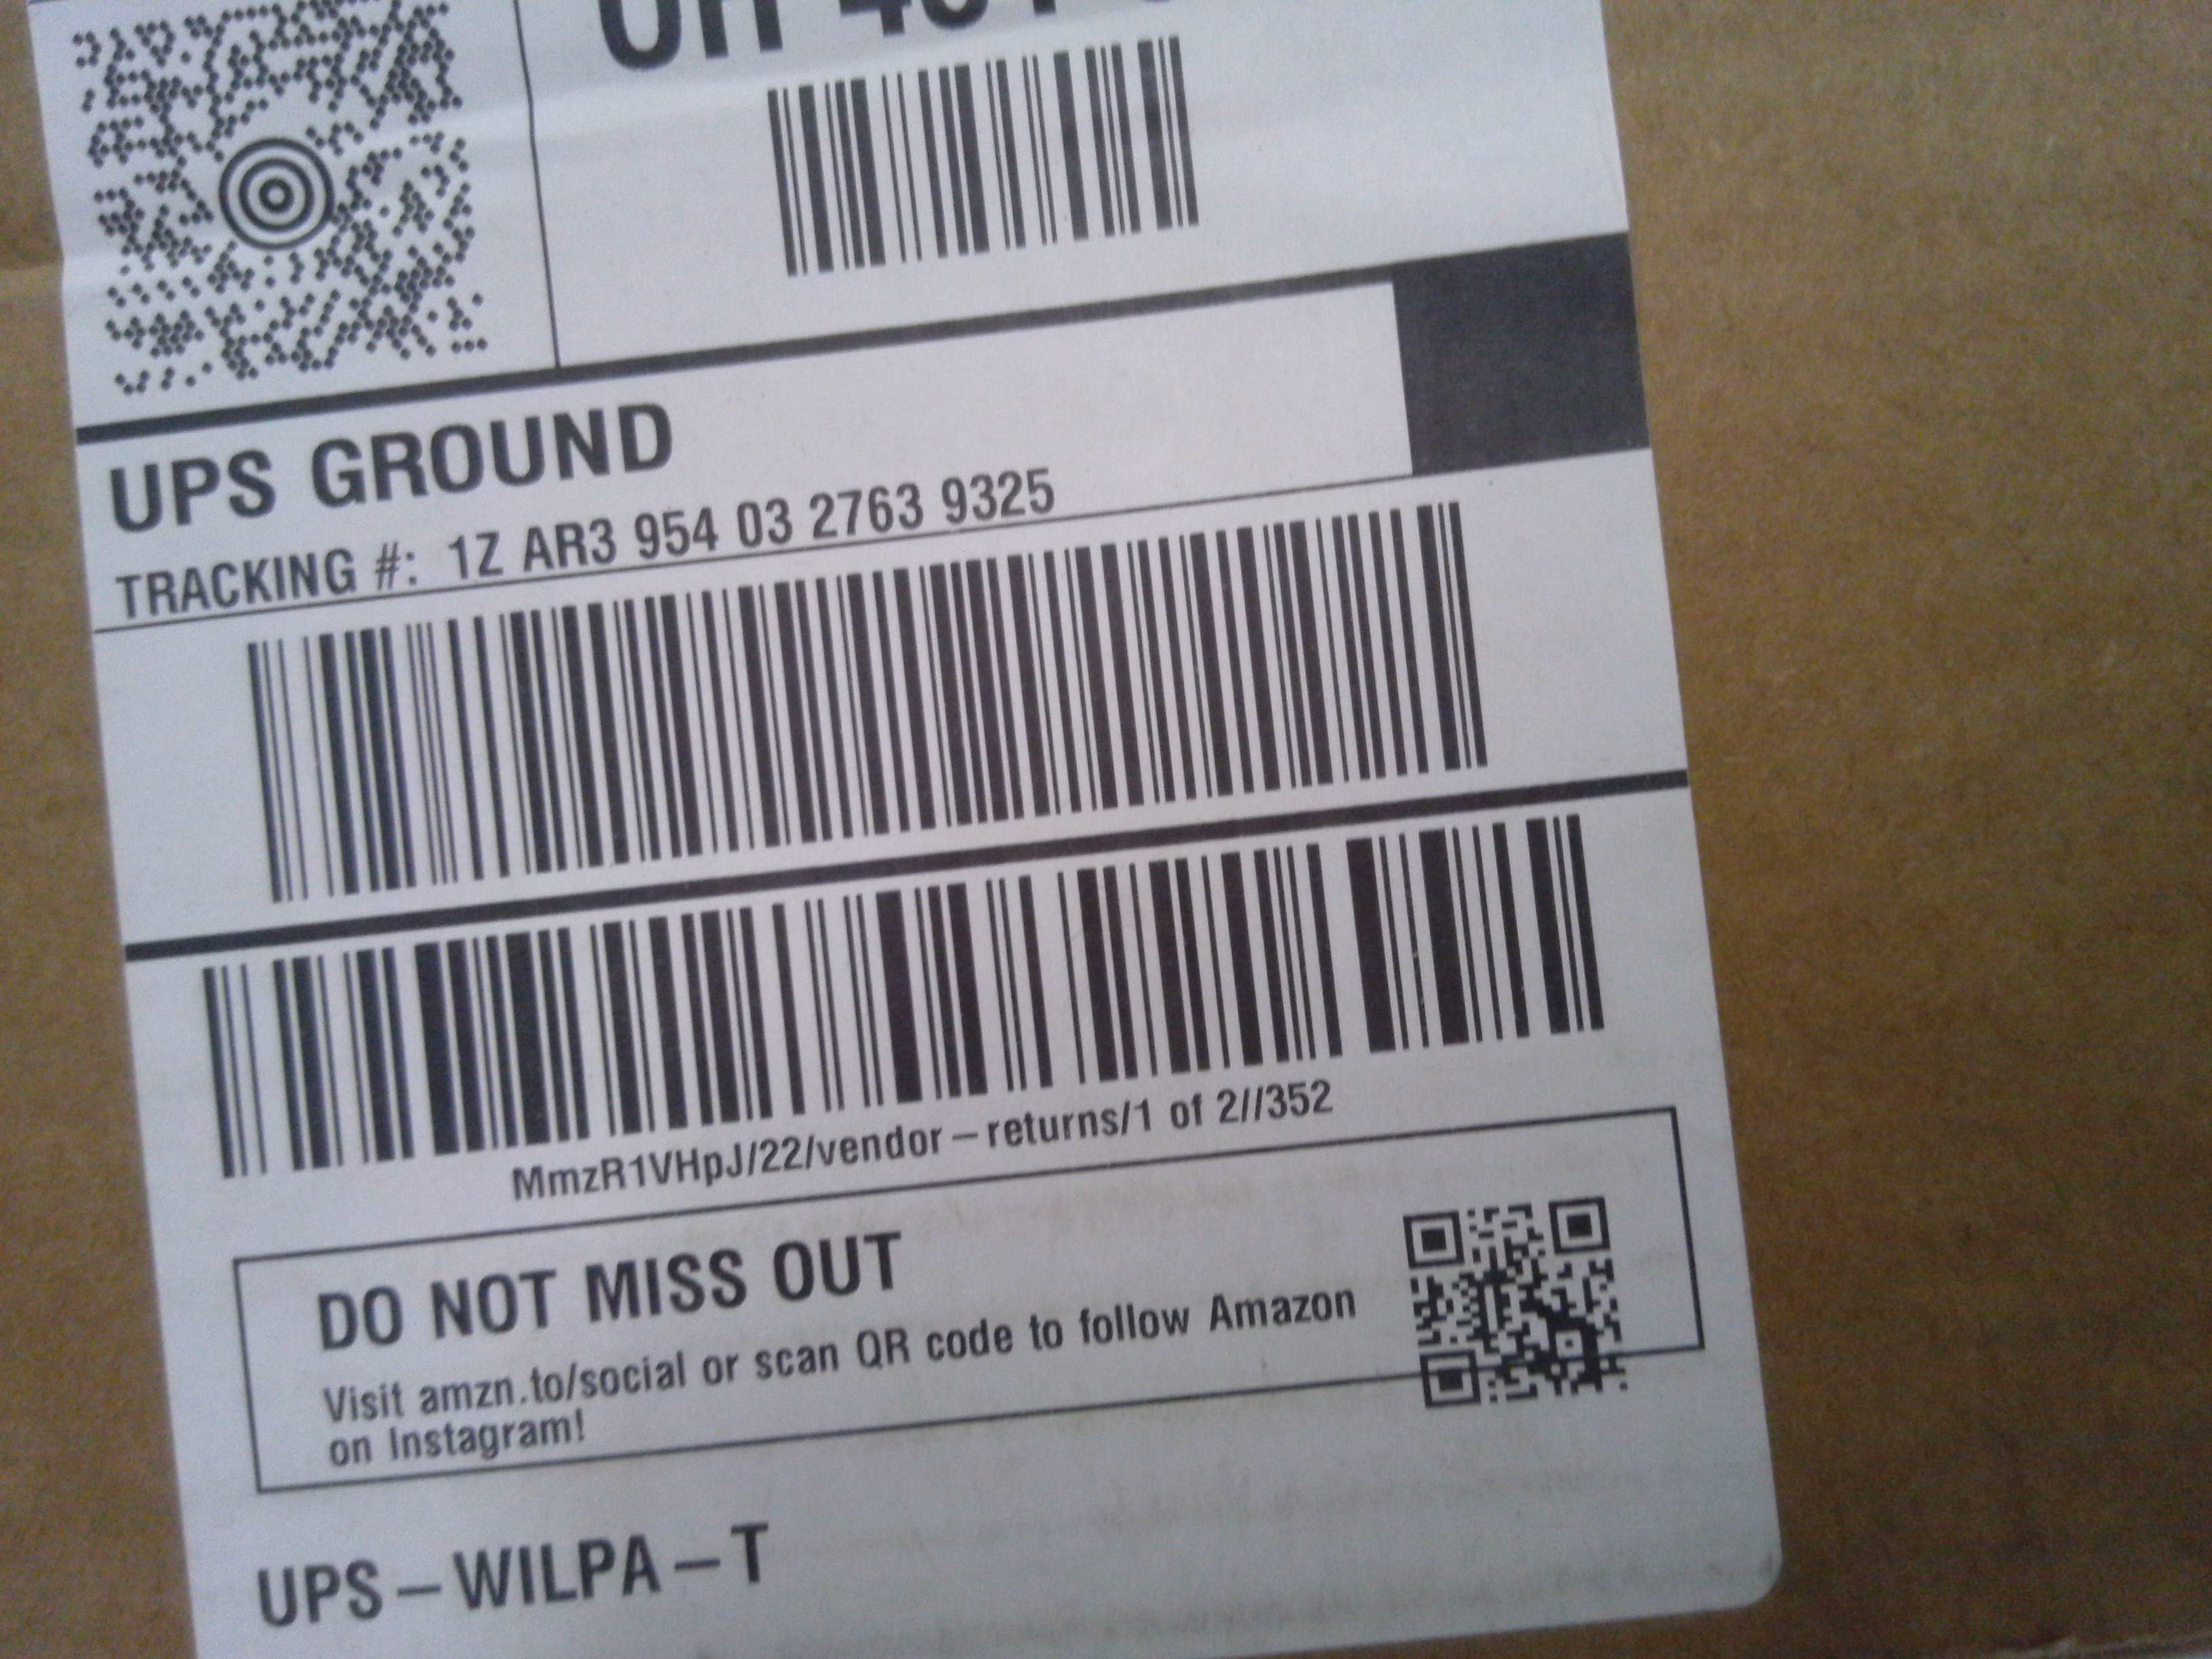 UPS GROUND
TRACKING #: 1Z AR3 954 03 2763 9325
MmzR1VHpJ/22/vendor-returns/1 of 2//352
DO NOT MISS OUT
Visit amzn.to/social or scan QR code to follow Amazon
on Instagram!
UPS-WILPA-T